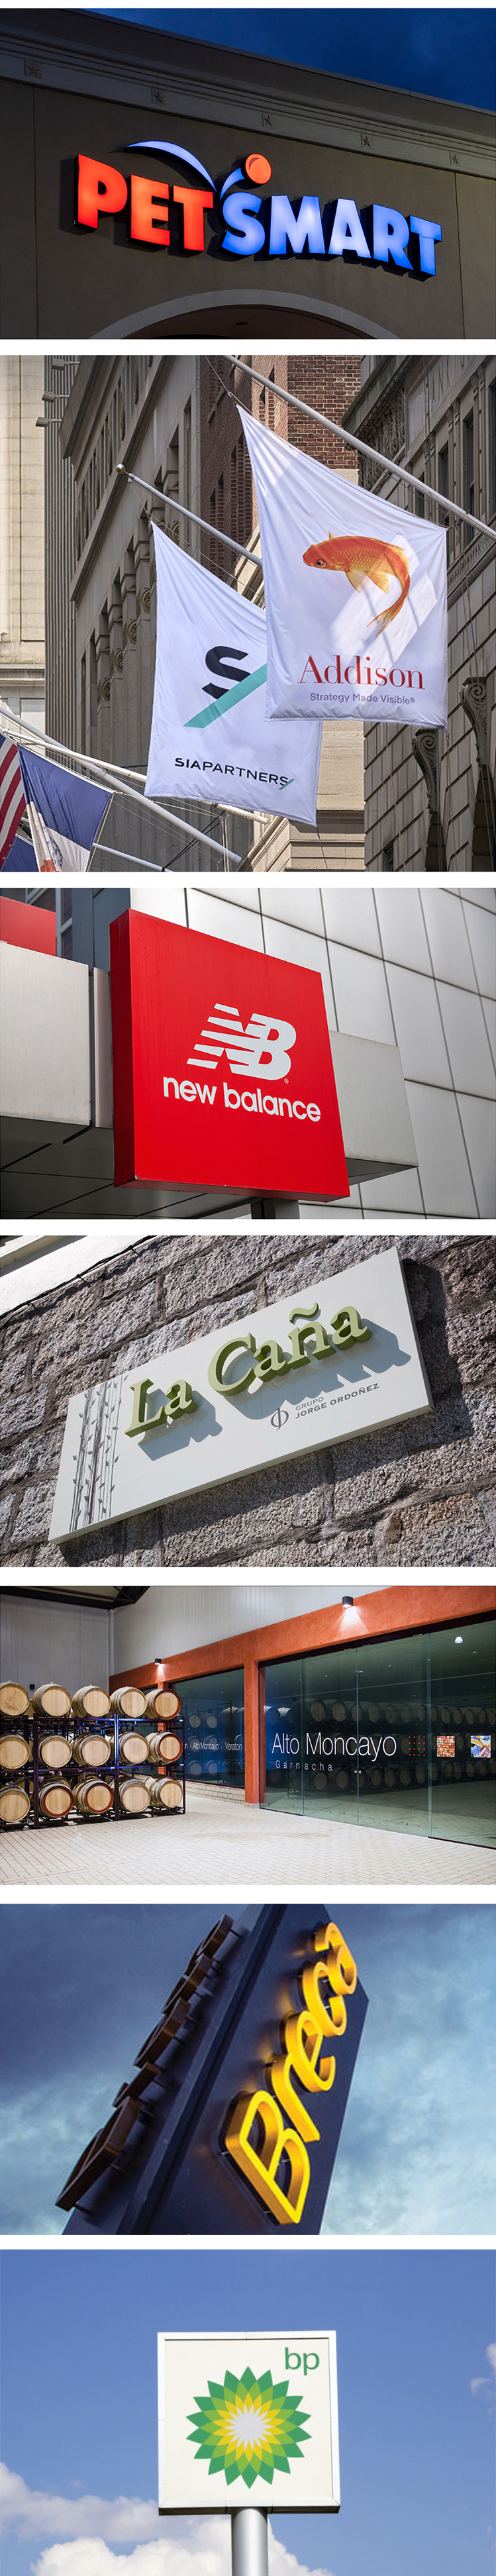 PETSMART
Addison
Strategy Made Visible®
S
SIAPARTNERS
NB
new balance
La Caña
GRUPO
JORGE ORDOÑEZ
n · Alto Moncayo · Veraton
Alto Moncayo
Garnacha
Breca
bp